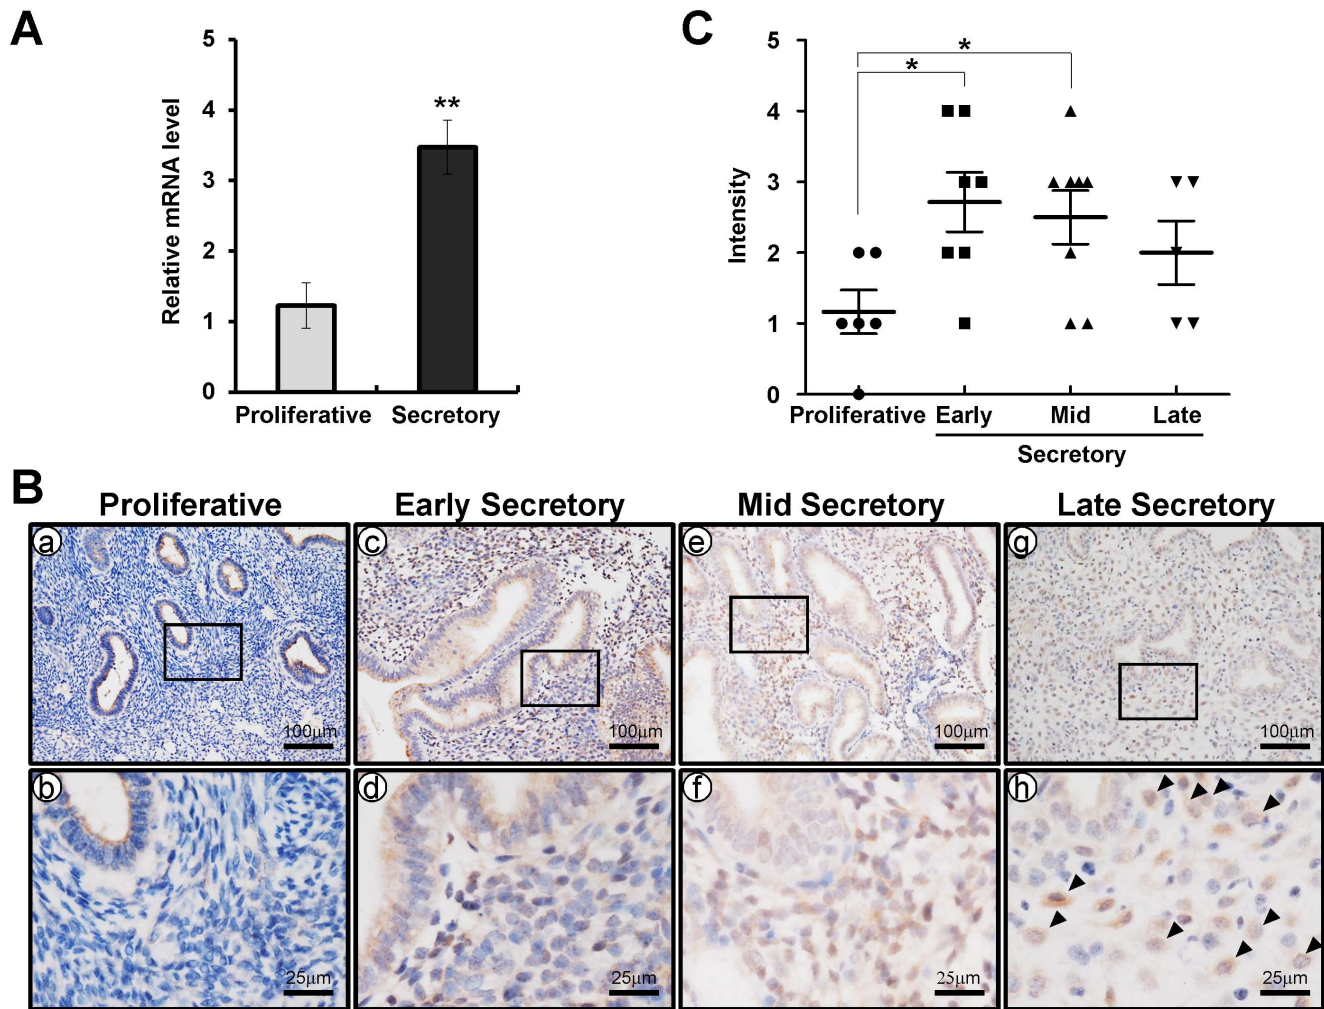 A
5
4
3
2
1
0
Relative mRNA level
**
Proliferative Secretory
C
5
4
3
2
1
0
Intensity
*
*
Proliferative Early Mid Late
Secretory
B
Proliferative Early Secretory Mid Secretory Late Secretory
a c e g
100μm 100μm 100μm 100μm
b d f h
25μm 25μm 25μm 25μm